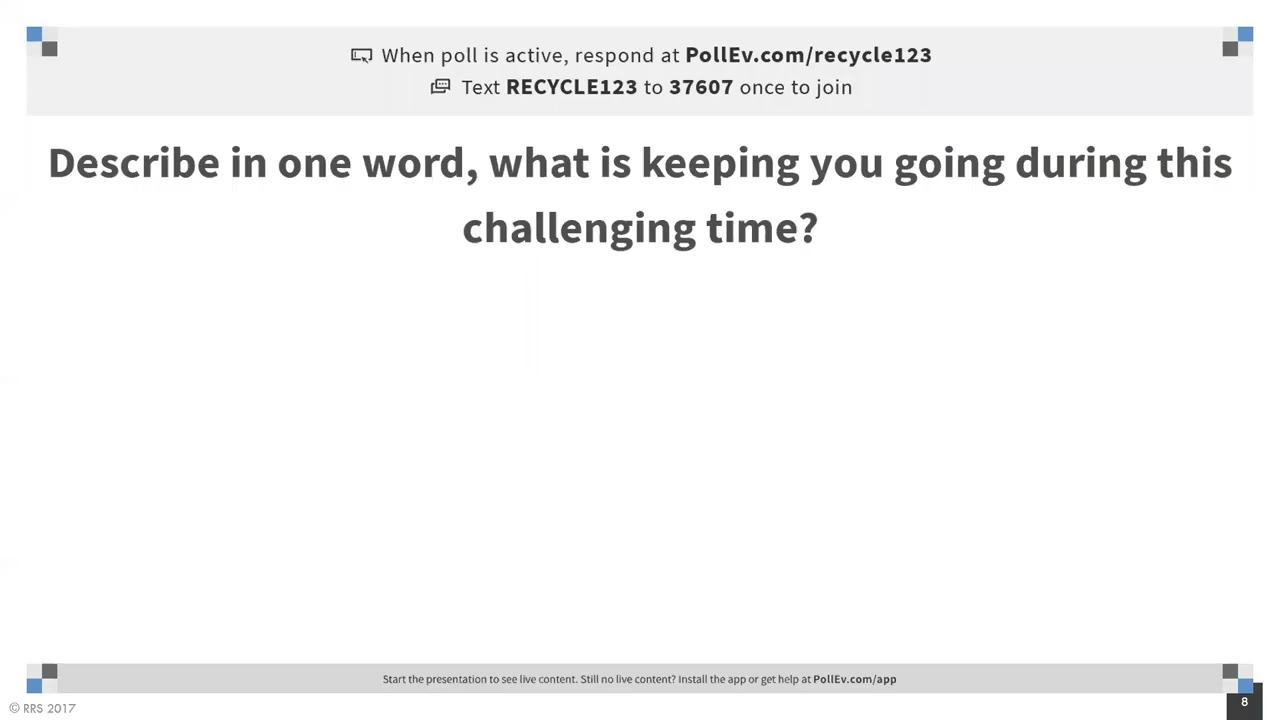 When poll is active, respond at PollEv.com/recycle123
Text RECYCLE123 to 37607 once to join
Describe in one word, what is keeping you going during this
challenging time?
Start the presentation to see live content. Still no live content? Install the app or get help at PollEv.com/app
© RRS 2017
8